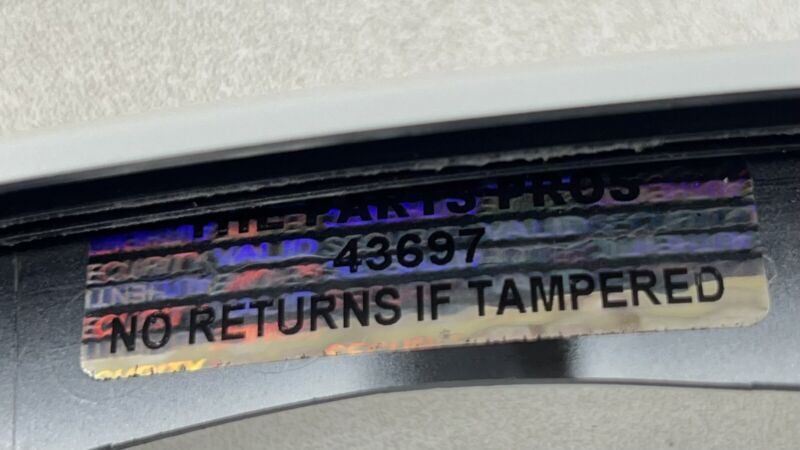 THE PARTS PROS
43697
NO RETURNS IF TAMPERED